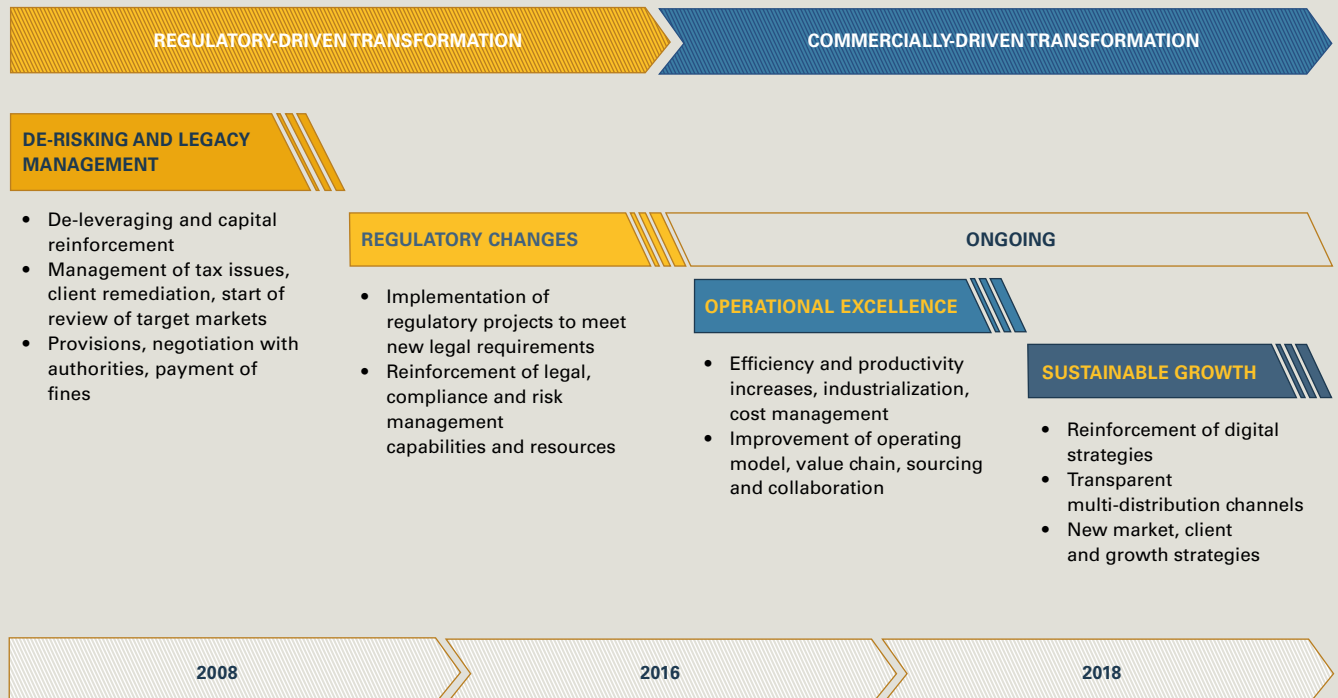 REGULATORY-DRIVEN TRANSFORMATION
COMMERCIALLY-DRIVEN TRANSFORMATION
DE-RISKING AND LEGACY
MANAGEMENT
• De-leveraging and capital
reinforcement
• Management of tax issues,
client remediation, start of
review of target markets
• Provisions, negotiation with
authorities, payment of
fines
REGULATORY CHANGES
ONGOING
• Implementation of
regulatory projects to meet
new legal requirements
• Reinforcement of legal,
compliance and risk
management
capabilities and resources
OPERATIONAL EXCELLENCE
• Efficiency and productivity
increases, industrialization,
cost management
• Improvement of operating
model, value chain, sourcing
and collaboration
SUSTAINABLE GROWTH
• Reinforcement of digital
strategies
• Transparent
multi-distribution channels
• New market, client
and growth strategies
2008
2016
2018